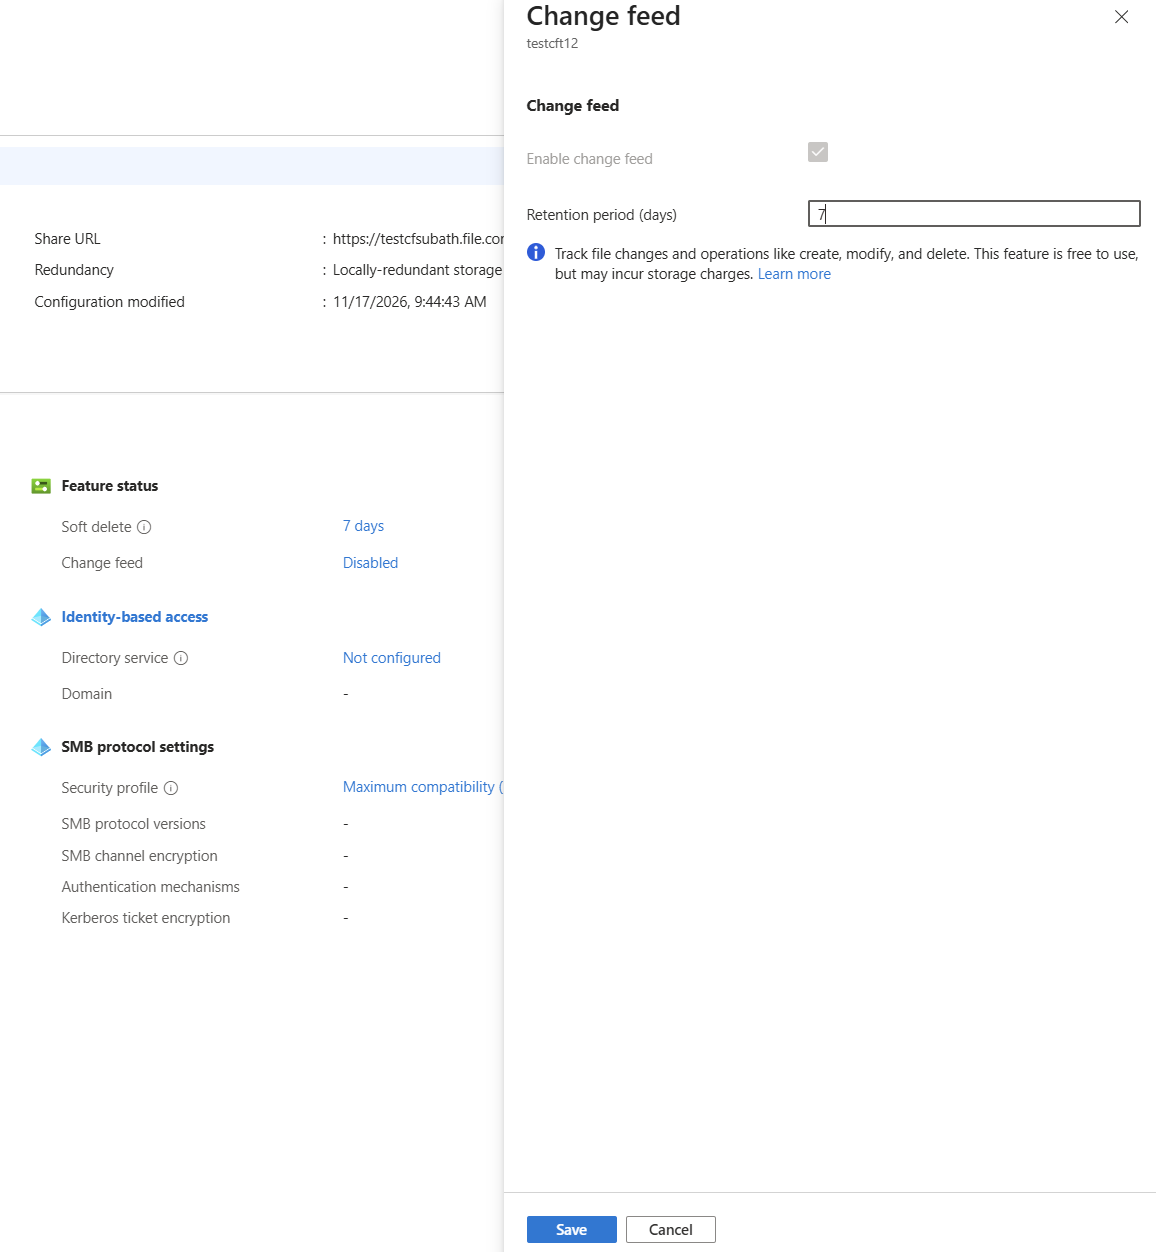 Change feed
testcft12
Change feed
Enable change feed
Retention period (days)
7
Track file changes and operations like create, modify, and delete. This feature is free to use,
but may incur storage charges. Learn more
Save
Cancel
Share URL : https://testcfsubath.file.cor
Redundancy : Locally-redundant storage
Configuration modified : 11/17/2026, 9:44:43 AM
Feature status
Soft delete 7 days
Change feed Disabled
Identity-based access
Directory service Not configured
Domain -
SMB protocol settings
Security profile Maximum compatibility (
SMB protocol versions -
SMB channel encryption -
Authentication mechanisms -
Kerberos ticket encryption -